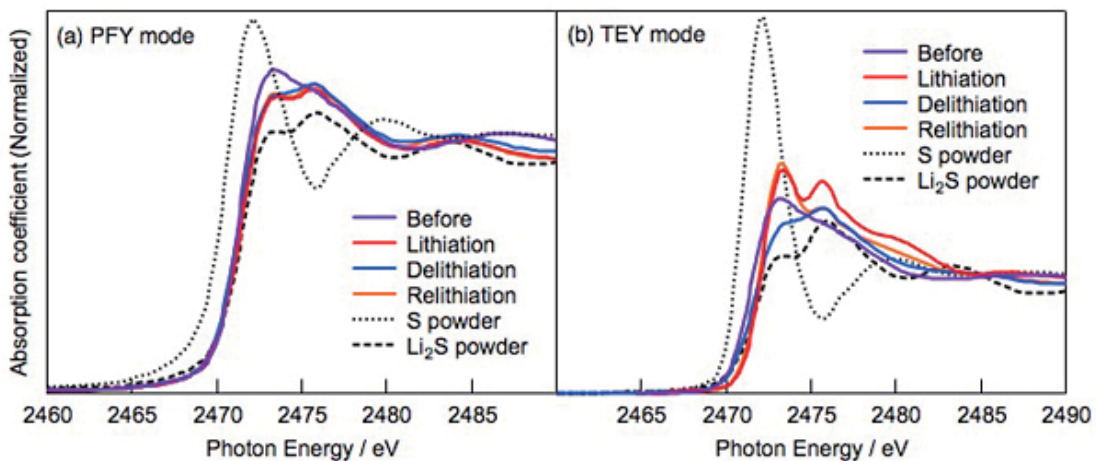 Absorption coefficient (Normalized)
(a) PFY mode
Before
Lithiation
Delithiation
Relithiation
S powder
Li₂S powder
2460 2465 2470 2475 2480 2485
Photon Energy / eV
(b) TEY mode
Before
Lithiation
Delithiation
Relithiation
S powder
Li₂S powder
2465 2470 2475 2480 2485 2490
Photon Energy / eV